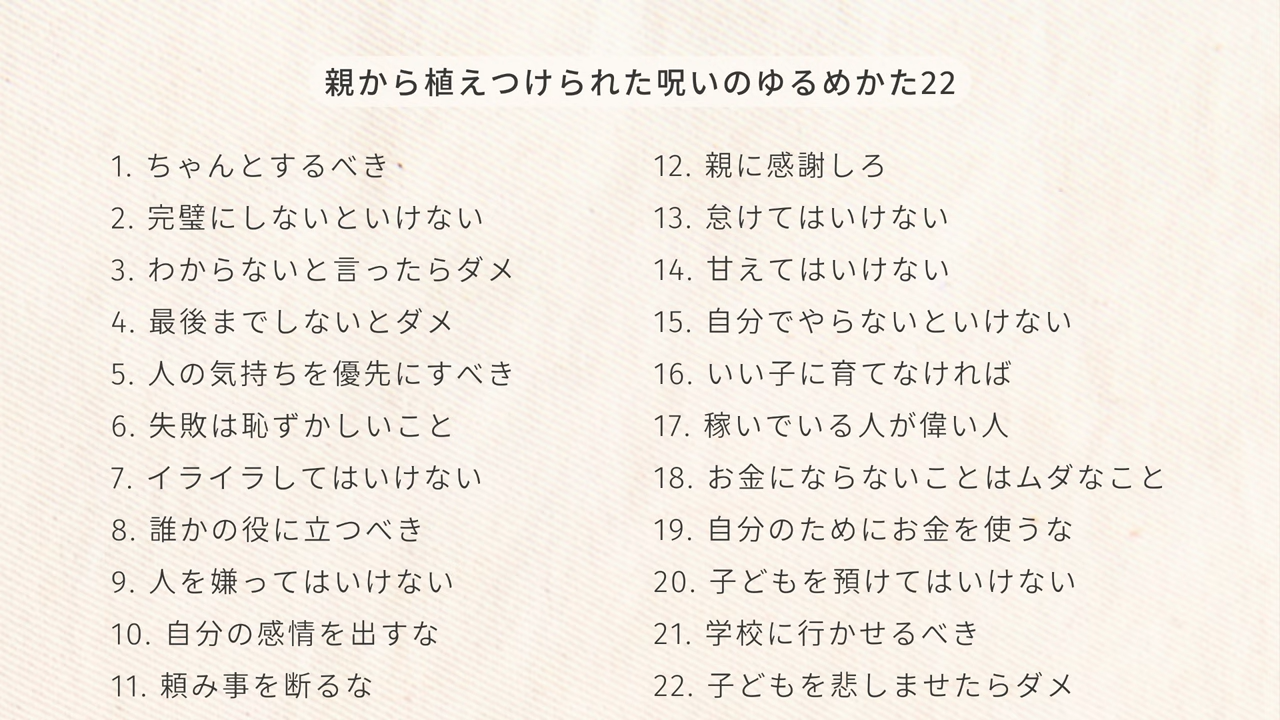 親から植えつけられた呪いのゆるめかた22
1. ちゃんとするべき
2. 完璧にしないといけない
3. わからないと言ったらダメ
4. 最後までしないとダメ
5. 人の気持ちを優先にすべき
6. 失敗は恥ずかしいこと
7. イライラしてはいけない
8. 誰かの役に立つべき
9. 人を嫌ってはいけない
10. 自分の感情を出すな
11. 頼み事を断るな
12. 親に感謝しろ
13. 怠けてはいけない
14. 甘えてはいけない
15. 自分でやらないといけない
16. いい子に育てなければ
17. 稼いでいる人が偉い人
18. お金にならないことはムダなこと
19. 自分のためにお金を使うな
20. 子どもを預けてはいけない
21. 学校に行かせるべき
22. 子どもを悲しませたらダメ